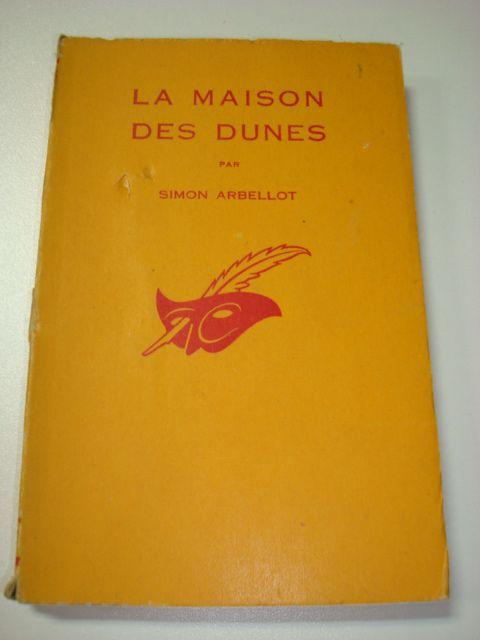 LA MAISON
DES DUNES
PAR
SIMON ARBELLOT